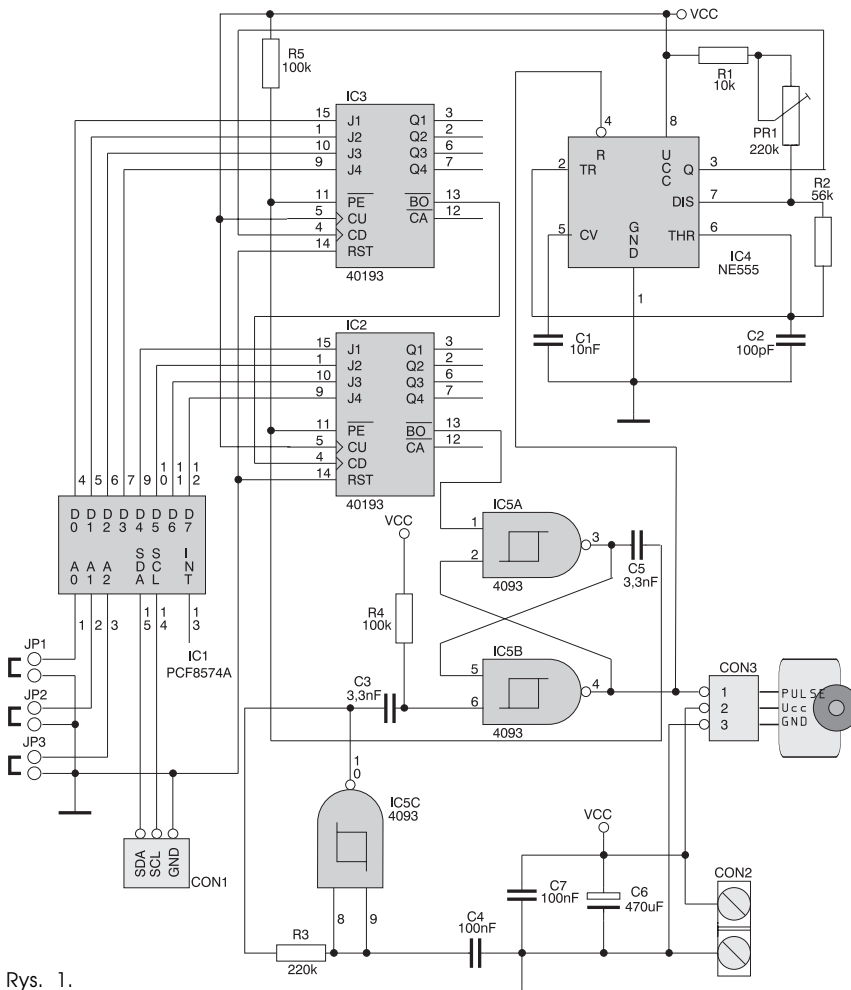 VCC
R5
100k
R1
10k
PR1
220k
R2
56k
IC3
15 J1 Q1 3
1 J2 Q2 2
10 J3 Q3 6
9 J4 Q4 7
11 PE BO 13
5 CU CA 12
4 CD
14 RST
40193
4 8
R UCC
2 TR Q 3
DIS 7
5 CV GND THR 6
1
IC4
NE555
C1
10nF
C2
100pF
IC2
15 J1 Q1 3
1 J2 Q2 2
10 J3 Q3 6
9 J4 Q4 7
11 PE BO 13
5 CU CA 12
4 CD
14 RST
40193
4 5 6 7 9 10 11 12
D0 D1 D2 D3 D4 D5 D6 D7
A0 A1 A2 SDA SCL INT
1 2 3 15 14 13
IC1
PCF8574A
JP1
JP2
JP3
SDA SCL GND
CON1
VCC
R4
100k
C3
3,3nF
IC5A
1
2
3
4093
C5
3,3nF
IC5B
5
6
4
4093
10
IC5C
4093
8 9
R3
220k
C4
100nF
CON3
1 PULSE
2 Ucc
3 GND
VCC
C7
100nF
C6
470uF
CON2
Rys. 1.